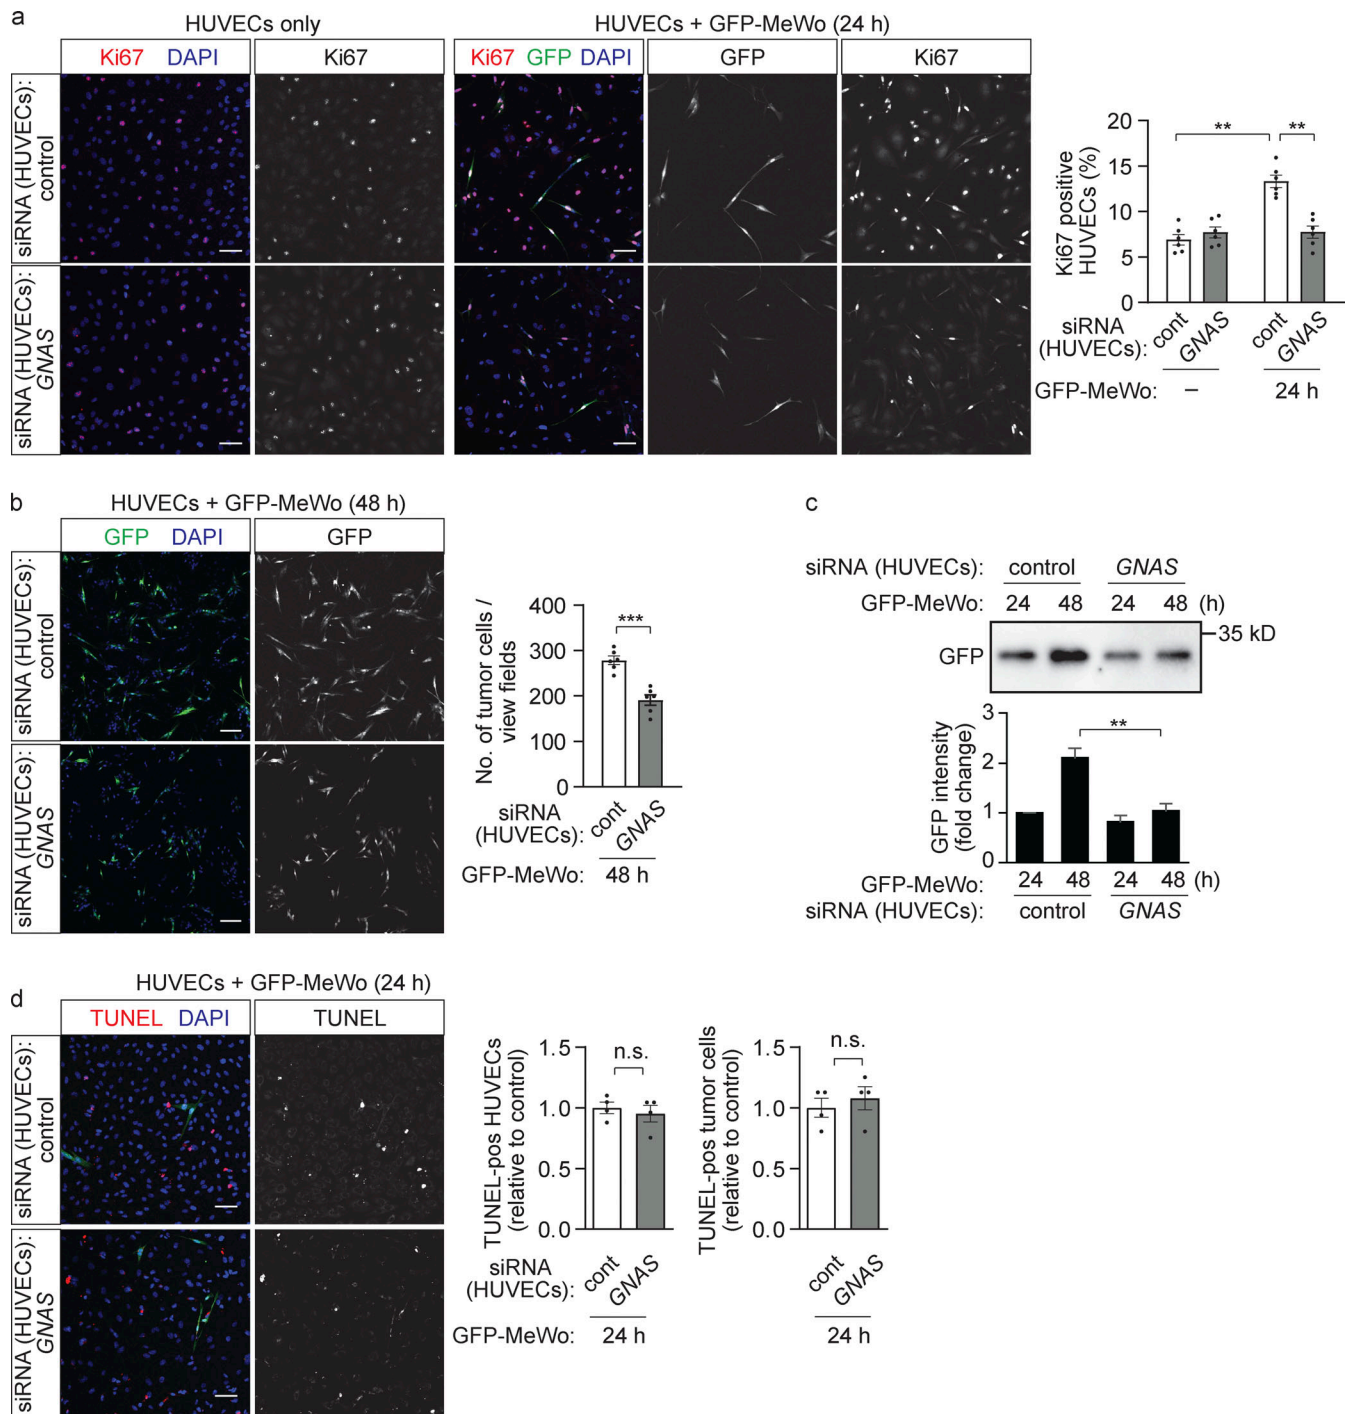 a
HUVECs only
HUVECs + GFP-MeWo (24 h)
Ki67 DAPI
Ki67
Ki67 GFP DAPI
GFP
Ki67
siRNA (HUVECs):
control
siRNA (HUVECs):
GNAS
** **
Ki67 positive
HUVECs (%)
20
15
10
5
0
siRNA
(HUVECs):
cont
GNAS
cont
GNAS
GFP-MeWo: – 24 h
b
HUVECs + GFP-MeWo (48 h)
GFP DAPI
GFP
siRNA (HUVECs):
control
siRNA (HUVECs):
GNAS
No. of tumor cells /
view fields
400
300
200
100
0
***
siRNA
(HUVECs):
cont
GNAS
GFP-MeWo: 48 h
c
siRNA (HUVECs): control GNAS
GFP-MeWo: 24 48 24 48 (h)
35 kD
GFP
GFP intensity
(fold change)
3
2
1
0
**
GFP-MeWo: 24 48 24 48 (h)
siRNA (HUVECs): control GNAS
d
HUVECs + GFP-MeWo (24 h)
TUNEL DAPI
TUNEL
siRNA (HUVECs):
control
siRNA (HUVECs):
GNAS
TUNEL-pos HUVECs
(relative to control)
1.5
1.0
0.5
0.0
n.s.
siRNA
(HUVECs):
cont
GNAS
GFP-MeWo: 24 h
TUNEL-pos tumor cells
(relative to control)
1.5
1.0
0.5
0.0
n.s.
cont
GNAS
24 h